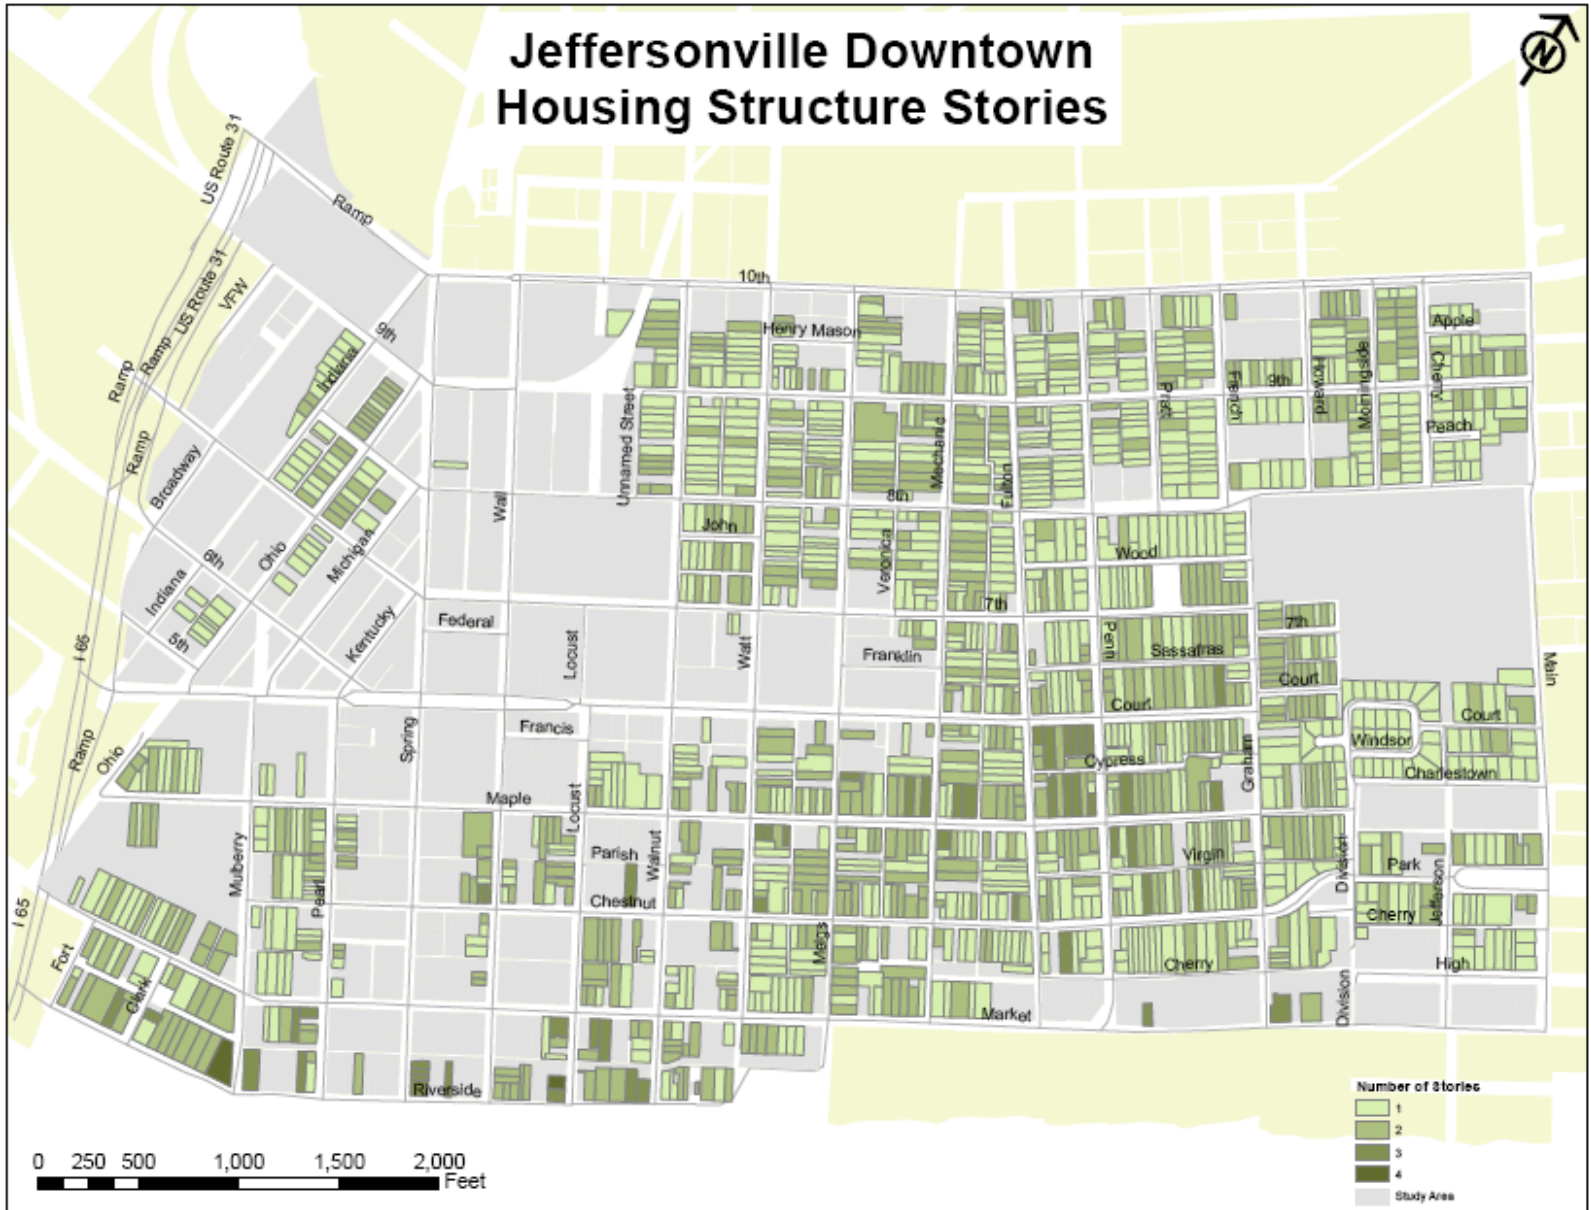 Jeffersonville Downtown
Housing Structure Stories
N
US Route 31
Ramp
US Route 31
VFW
Ramp
Ramp
Ramp
10th
Henry Mason
Apple
9th
Indiana
Unnamed Street
Mechanic
Pratt
French
9th
Howard
Morningside
Cherry
Peach
Broadway
Wall
8th
Fulton
John
Wood
6th
Ohio
Michigan
Veronica
Indiana
7th
5th
Kentucky
Federal
Locust
Watt
Franklin
Penn
Sassafras
7th
Court
Court
Main
I 65
Ramp
Ohio
Spring
Francis
Cypress
Graham
Windsor
Court
Charlestown
Maple
Locust
Mulberry
Pearl
Parish
Walnut
Chestnut
Virgin
Division
Park
Jefferson
Cherry
I 65
Fort
Clark
Meigs
Cherry
High
Market
Division
Riverside
Number of Stories
1
2
3
4
Study Area
0 250 500 1,000 1,500 2,000
Feet